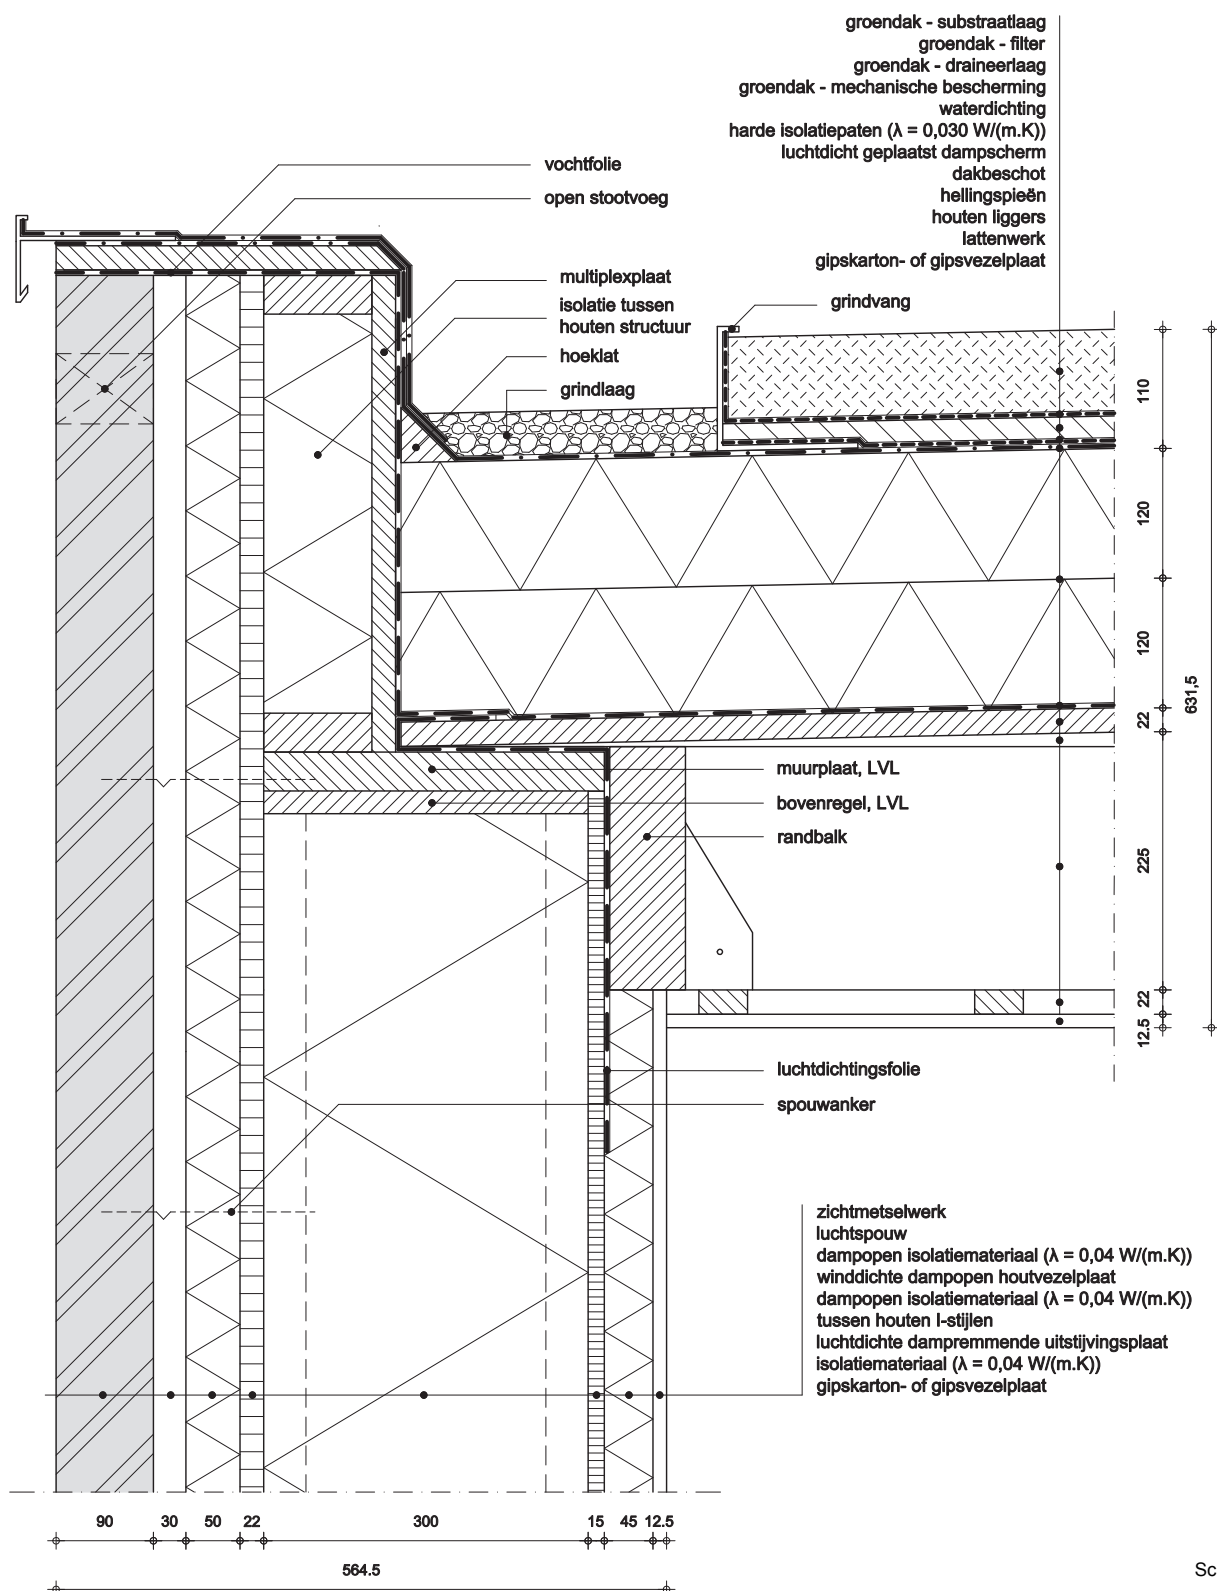 groendak - substraatlaag
groendak - filter
groendak - draineerlaag
groendak - mechanische bescherming
waterdichting
harde isolatiepaten (λ = 0,030 W/(m.K))
luchtdicht geplaatst dampscherm
dakbeschot
hellingspieën
houten liggers
lattenwerk
gipskarton- of gipsvezelplaat
vochtfolie
open stootvoeg
multiplexplaat
isolatie tussen
houten structuur
hoeklat
grindlaag
grindvang
110
120
120
22
225
22
12.5
631,5
muurplaat, LVL
bovenregel, LVL
randbalk
luchtdichtingsfolie
spouwanker
zichtmetselwerk
luchtspouw
dampopen isolatiemateriaal (λ = 0,04 W/(m.K))
winddichte dampopen houtvezelplaat
dampopen isolatiemateriaal (λ = 0,04 W/(m.K))
tussen houten I-stijlen
luchtdichte dampremmende uitstijvingsplaat
isolatiemateriaal (λ = 0,04 W/(m.K))
gipskarton- of gipsvezelplaat
90 30 50 22 300 15 45 12.5
564.5
Sc